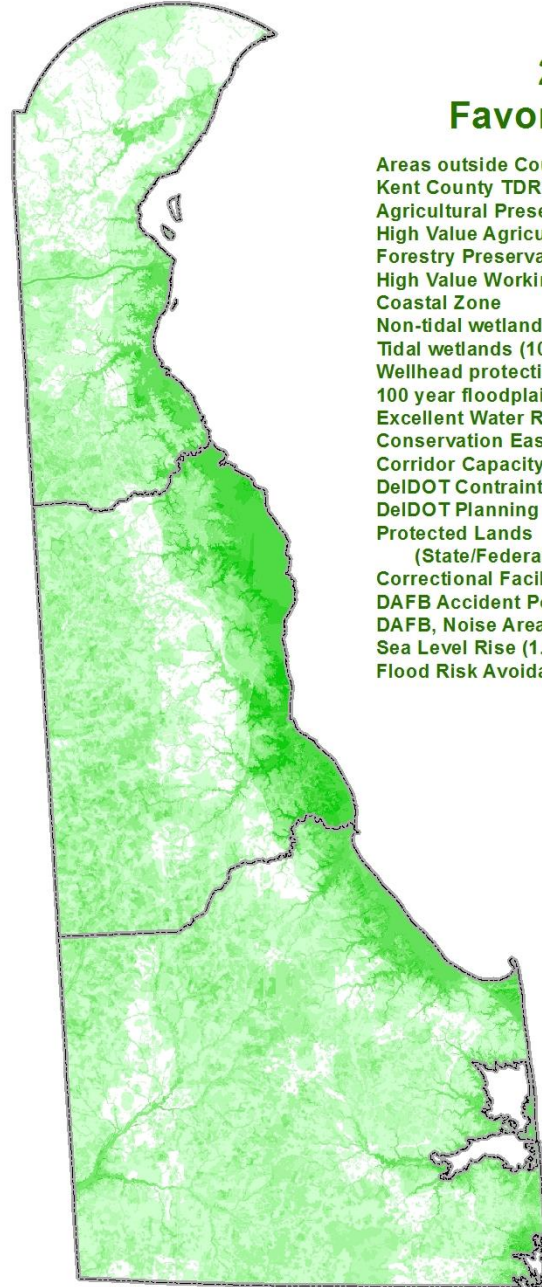 2
Favor
Areas outside Cou
Kent County TDR
Agricultural Prese
High Value Agricu
Forestry Preserva
High Value Workin
Coastal Zone
Non-tidal wetland
Tidal wetlands (10
Wellhead protecti
100 year floodplai
Excellent Water R
Conservation Eas
Corridor Capacity
DelDOT Contraint
DelDOT Planning
Protected Lands
(State/Federa
Correctional Facil
DAFB Accident Po
DAFB, Noise Area
Sea Level Rise (1.
Flood Risk Avoida